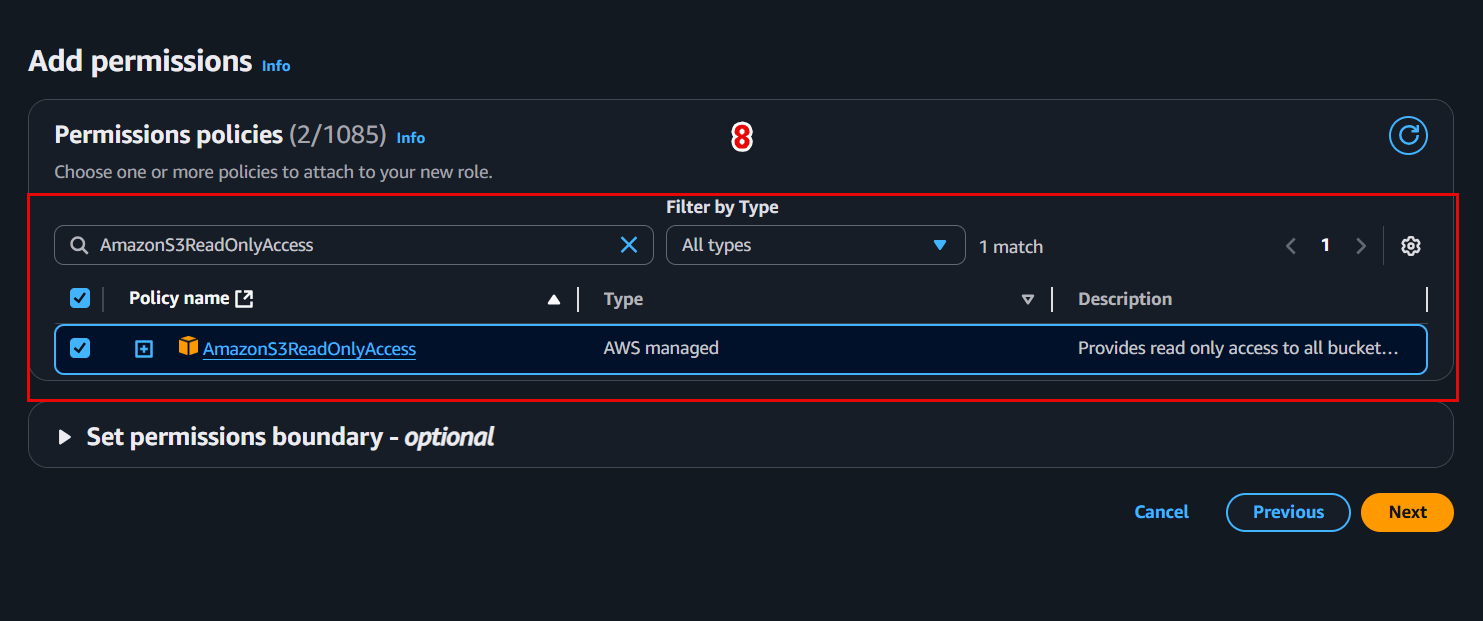 Add permissions Info
Permissions policies (2/1085) Info
8
Choose one or more policies to attach to your new role.
Filter by Type
AmazonS3ReadOnlyAccess All types 1 match 1
Policy name Type Description
AmazonS3ReadOnlyAccess AWS managed Provides read only access to all bucket…
Set permissions boundary - optional
Cancel Previous Next